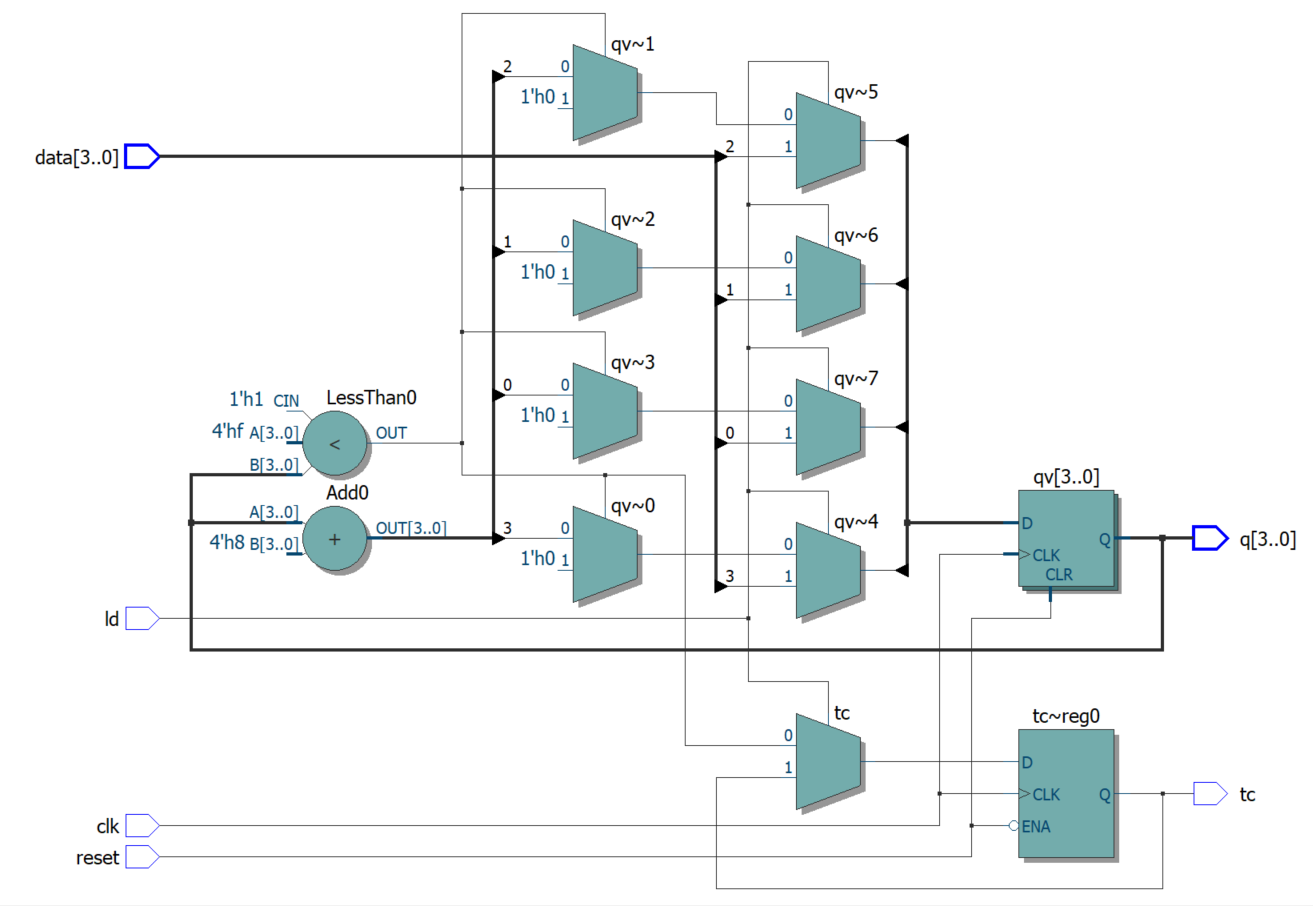 qv~1
2
0
1'h0 1
qv~5
0
data[3..0]
2
1
qv~2
1
0
1'h0 1
qv~6
0
1
1
qv~3
0
0
1'h0 1
qv~7
0
0
1
1'h1 CIN
LessThan0
4'hf A[3..0]
<
OUT
B[3..0]
Add0
A[3..0]
+
OUT[3..0]
4'h8 B[3..0]
qv~0
3
0
1'h0 1
qv~4
0
3
1
qv[3..0]
D
Q
CLK
CLR
q[3..0]
ld
tc
0
1
tc~reg0
D
CLK
Q
ENA
tc
clk
reset